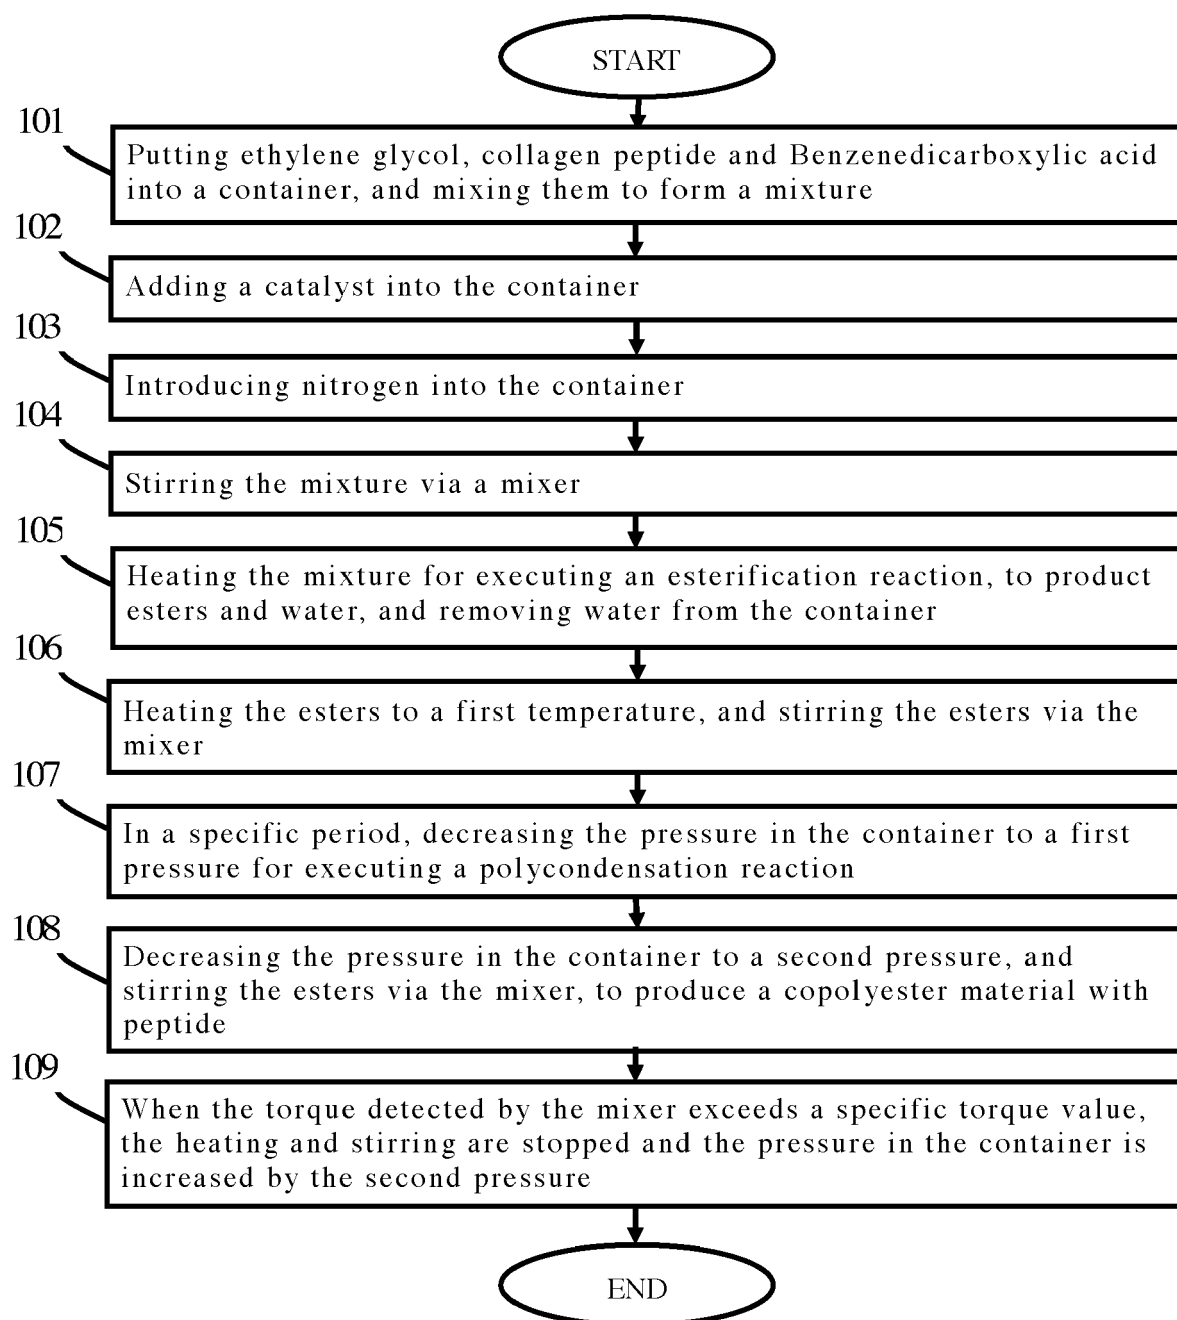 START
101
Putting ethylene glycol, collagen peptide and Benzenedicarboxylic acid
into a container, and mixing them to form a mixture
102
Adding a catalyst into the container
103
Introducing nitrogen into the container
104
Stirring the mixture via a mixer
105
Heating the mixture for executing an esterification reaction, to product
esters and water, and removing water from the container
106
Heating the esters to a first temperature, and stirring the esters via the
mixer
107
In a specific period, decreasing the pressure in the container to a first
pressure for executing a polycondensation reaction
108
Decreasing the pressure in the container to a second pressure, and
stirring the esters via the mixer, to produce a copolyester material with
peptide
109
When the torque detected by the mixer exceeds a specific torque value,
the heating and stirring are stopped and the pressure in the container is
increased by the second pressure
END